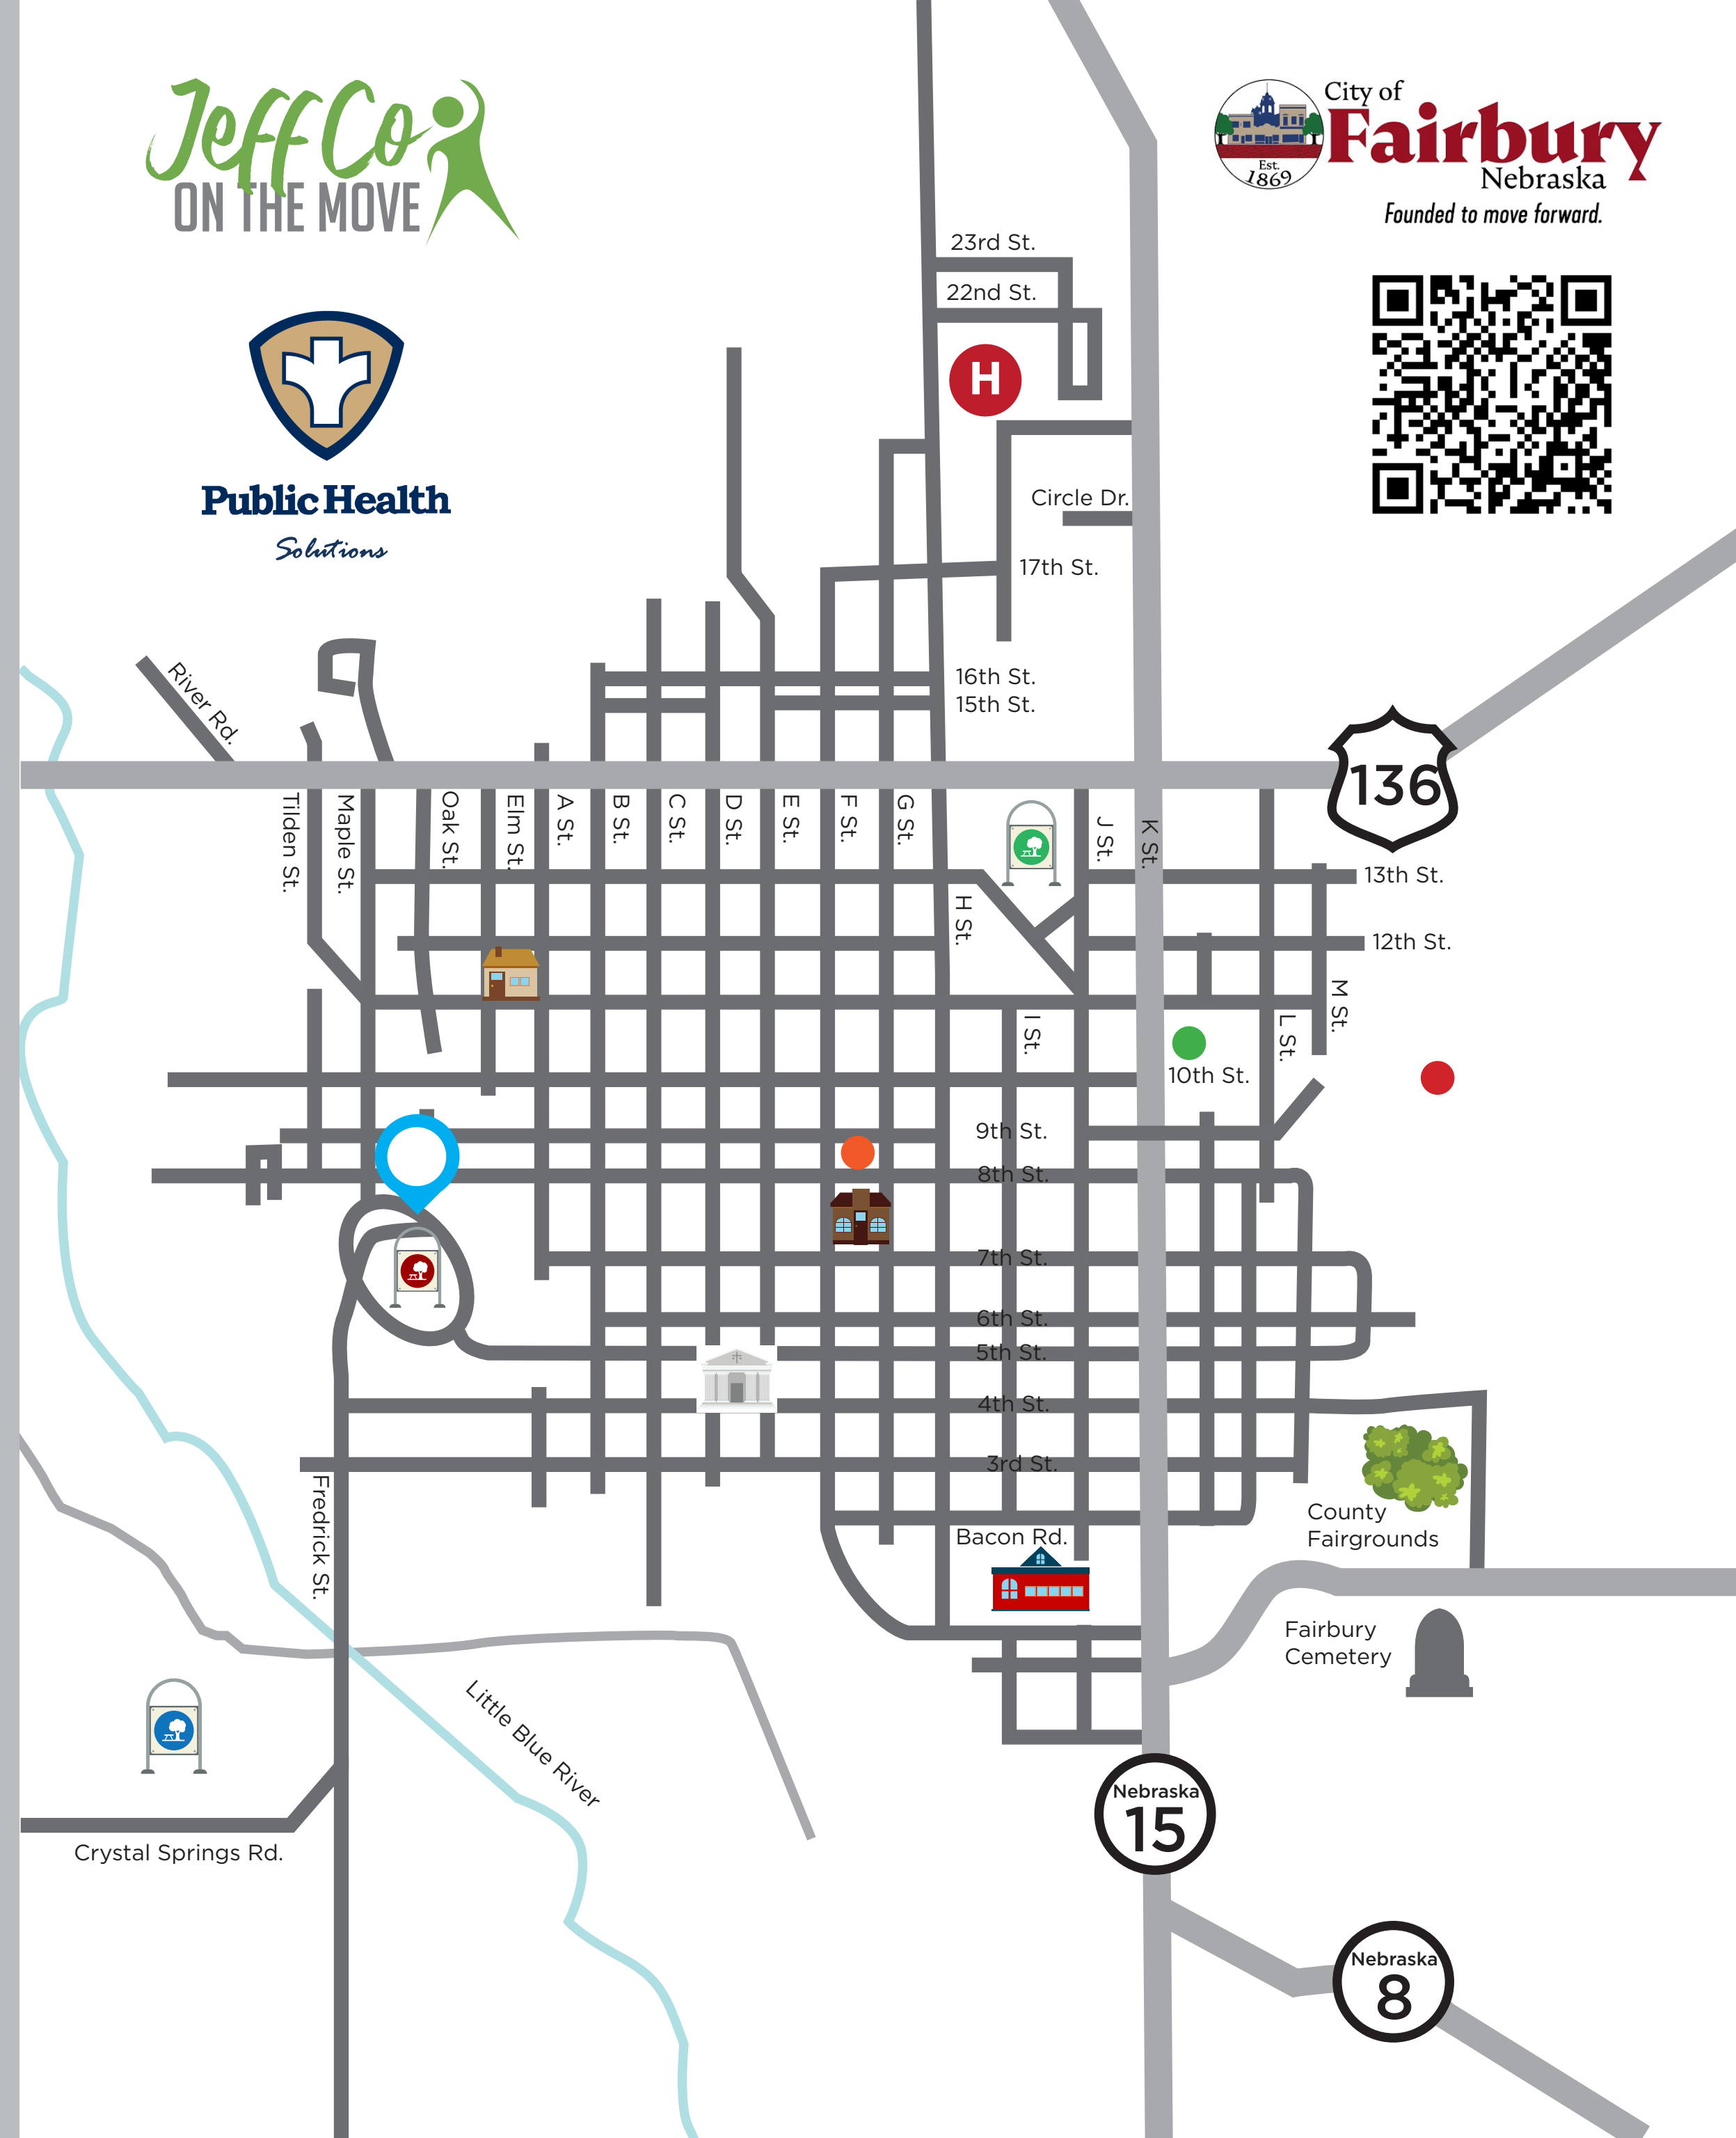 JeffCo
ON THE MOVE
City of
Fairbury
Nebraska
Est.
1869
Founded to move forward.
Public Health
Solutions
23rd St.
22nd St.
H
Circle Dr.
17th St.
River Rd.
16th St.
15th St.
136
Tilden St.
Maple St.
Oak St.
Elm St.
A St.
B St.
C St.
D St.
E St.
F St.
G St.
H St.
J St.
K St.
13th St.
12th St.
I St.
L St.
M St.
10th St.
9th St.
8th St.
7th St.
6th St.
5th St.
4th St.
3rd St.
Fredrick St.
County
Fairgrounds
Bacon Rd.
Fairbury
Cemetery
Little Blue River
Crystal Springs Rd.
Nebraska
15
Nebraska
8